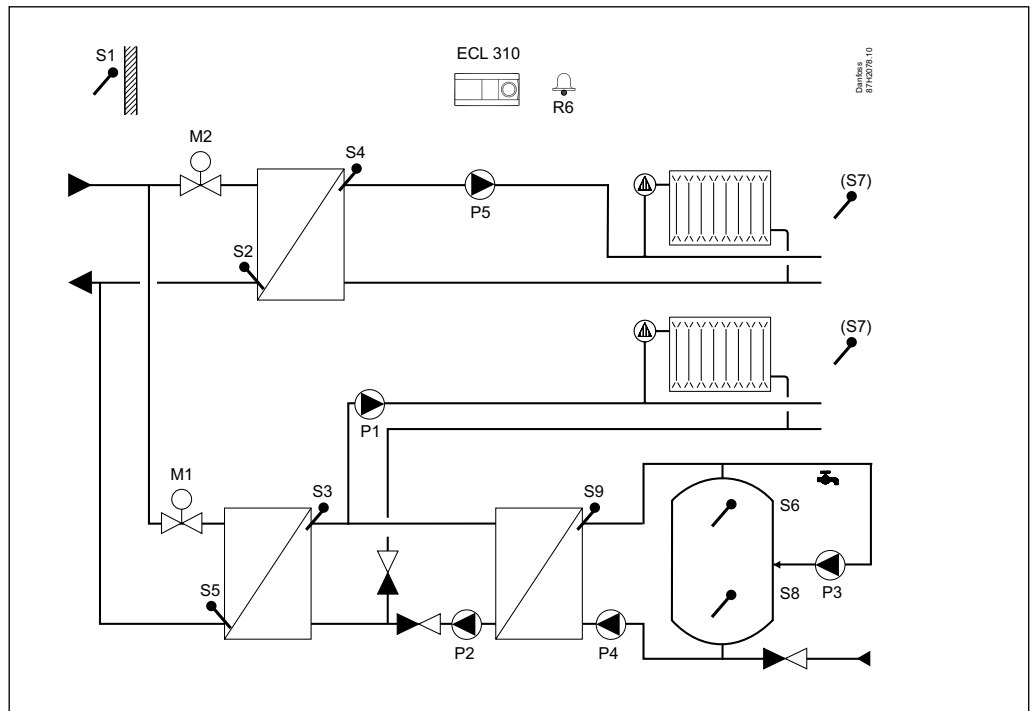 S1
ECL 310
R6
Danfoss
87H2078.10
M2
S4
P5
(S7)
S2
(S7)
P1
M1
S3
S9
S6
S5
S8
P3
P2
P4